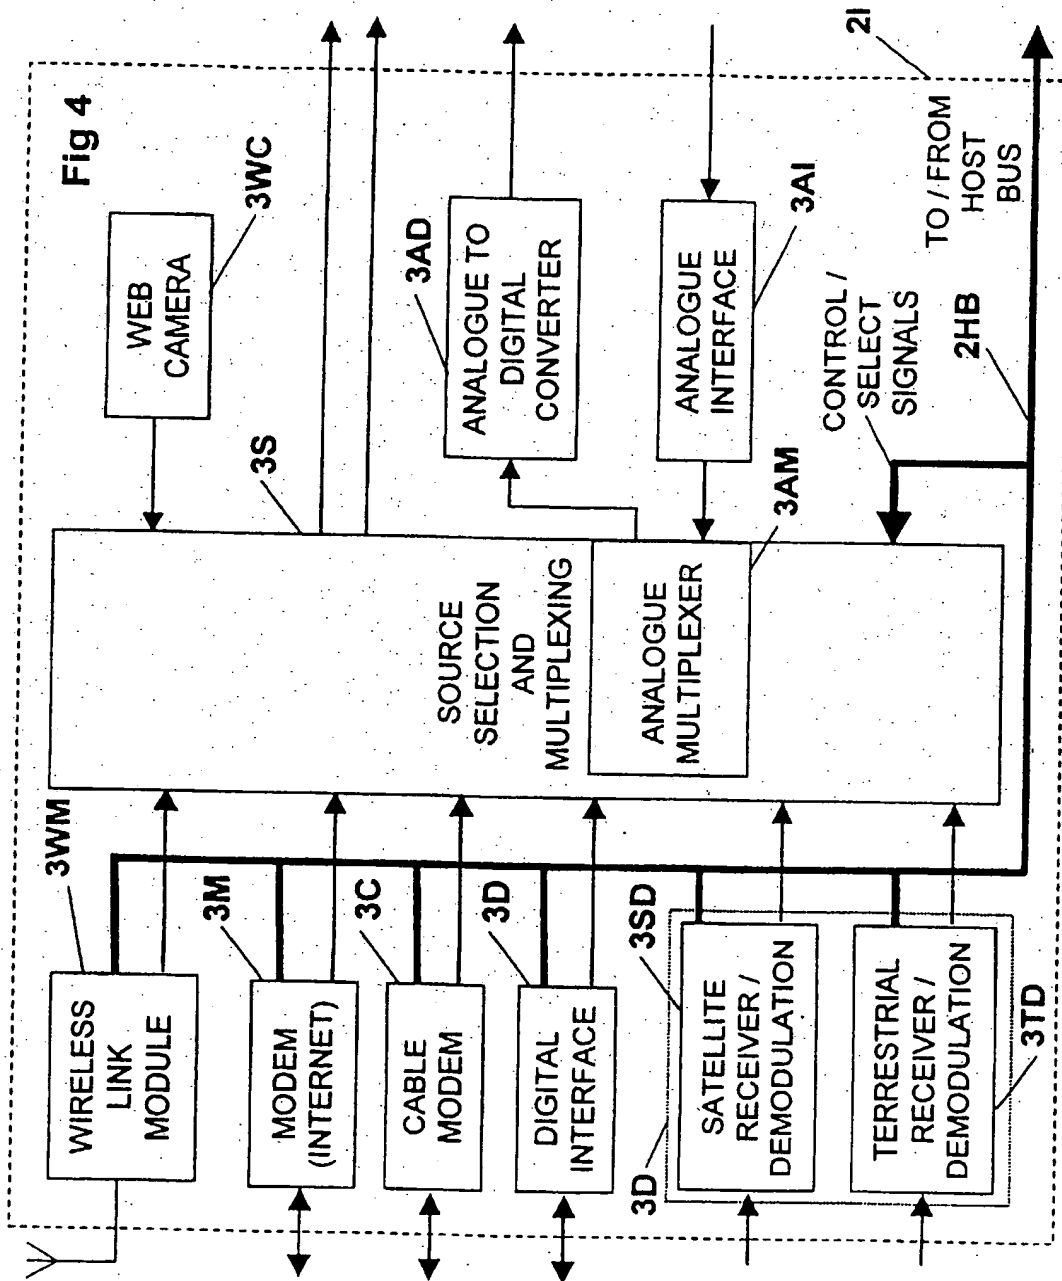 Fig 4
3WM
WIRELESS
LINK
MODULE
3M
MODEM
(INTERNET)
3C
CABLE
MODEM
3D
DIGITAL
INTERFACE
3D
3SD
SATELLITE
RECEIVER /
DEMODULATION
TERRESTRIAL
RECEIVER /
DEMODULATION
3TD
SOURCE
SELECTION
AND
MULTIPLEXING
3S
ANALOGUE
MULTIPLEXER
3AM
WEB
CAMERA
3WC
ANALOGUE TO
DIGITAL
CONVERTER
3AD
ANALOGUE
INTERFACE
3AI
CONTROL /
SELECT
SIGNALS
2HB
TO / FROM
HOST
BUS
2I